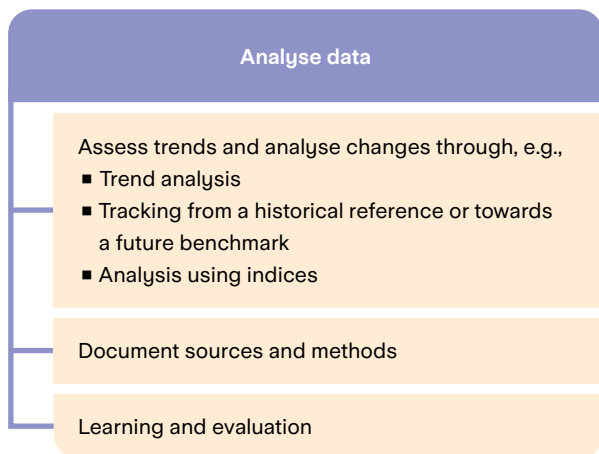 Analyse data
Assess trends and analyse changes through, e.g.,
▪ Trend analysis
▪ Tracking from a historical reference or towards
a future benchmark
▪ Analysis using indices
Document sources and methods
Learning and evaluation